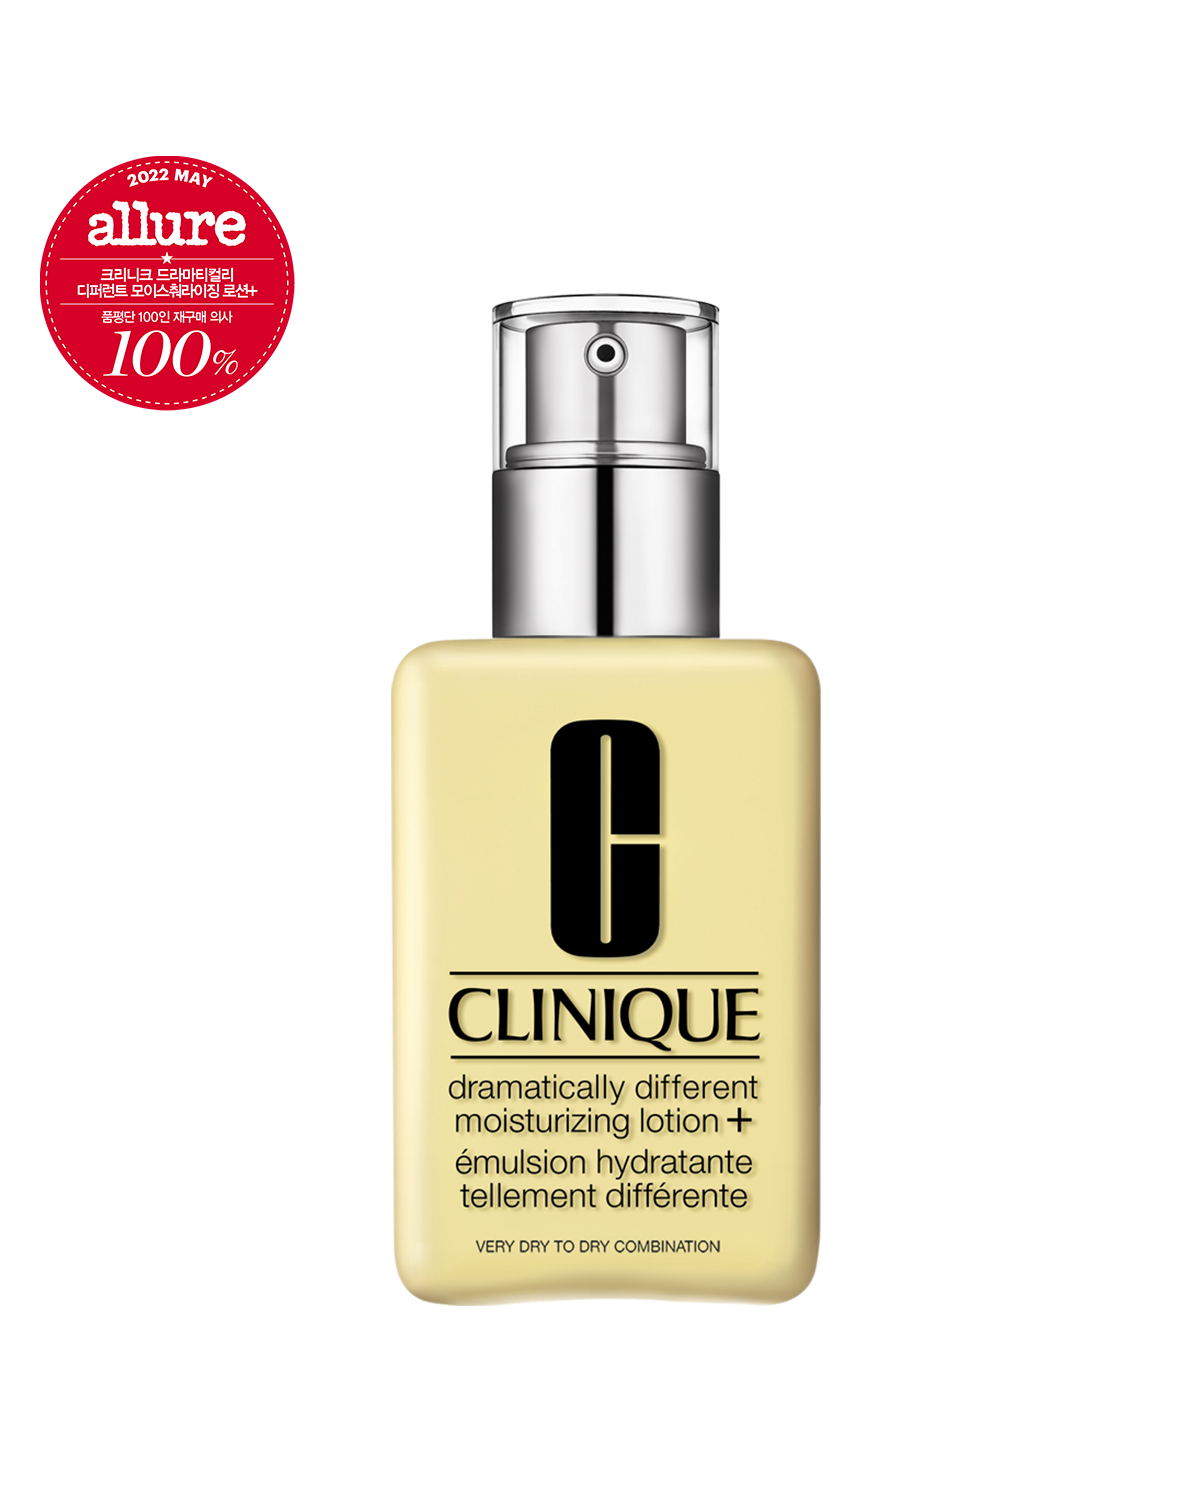 2022 MAY
allure
크리니크 드라마티컬리
디퍼런트 모이스춰라이징 로션+
품평단 100인 재구매 의사
100%
C
CLINIQUE
dramatically different
moisturizing lotion +
émulsion hydratante
tellement différente
VERY DRY TO DRY COMBINATION